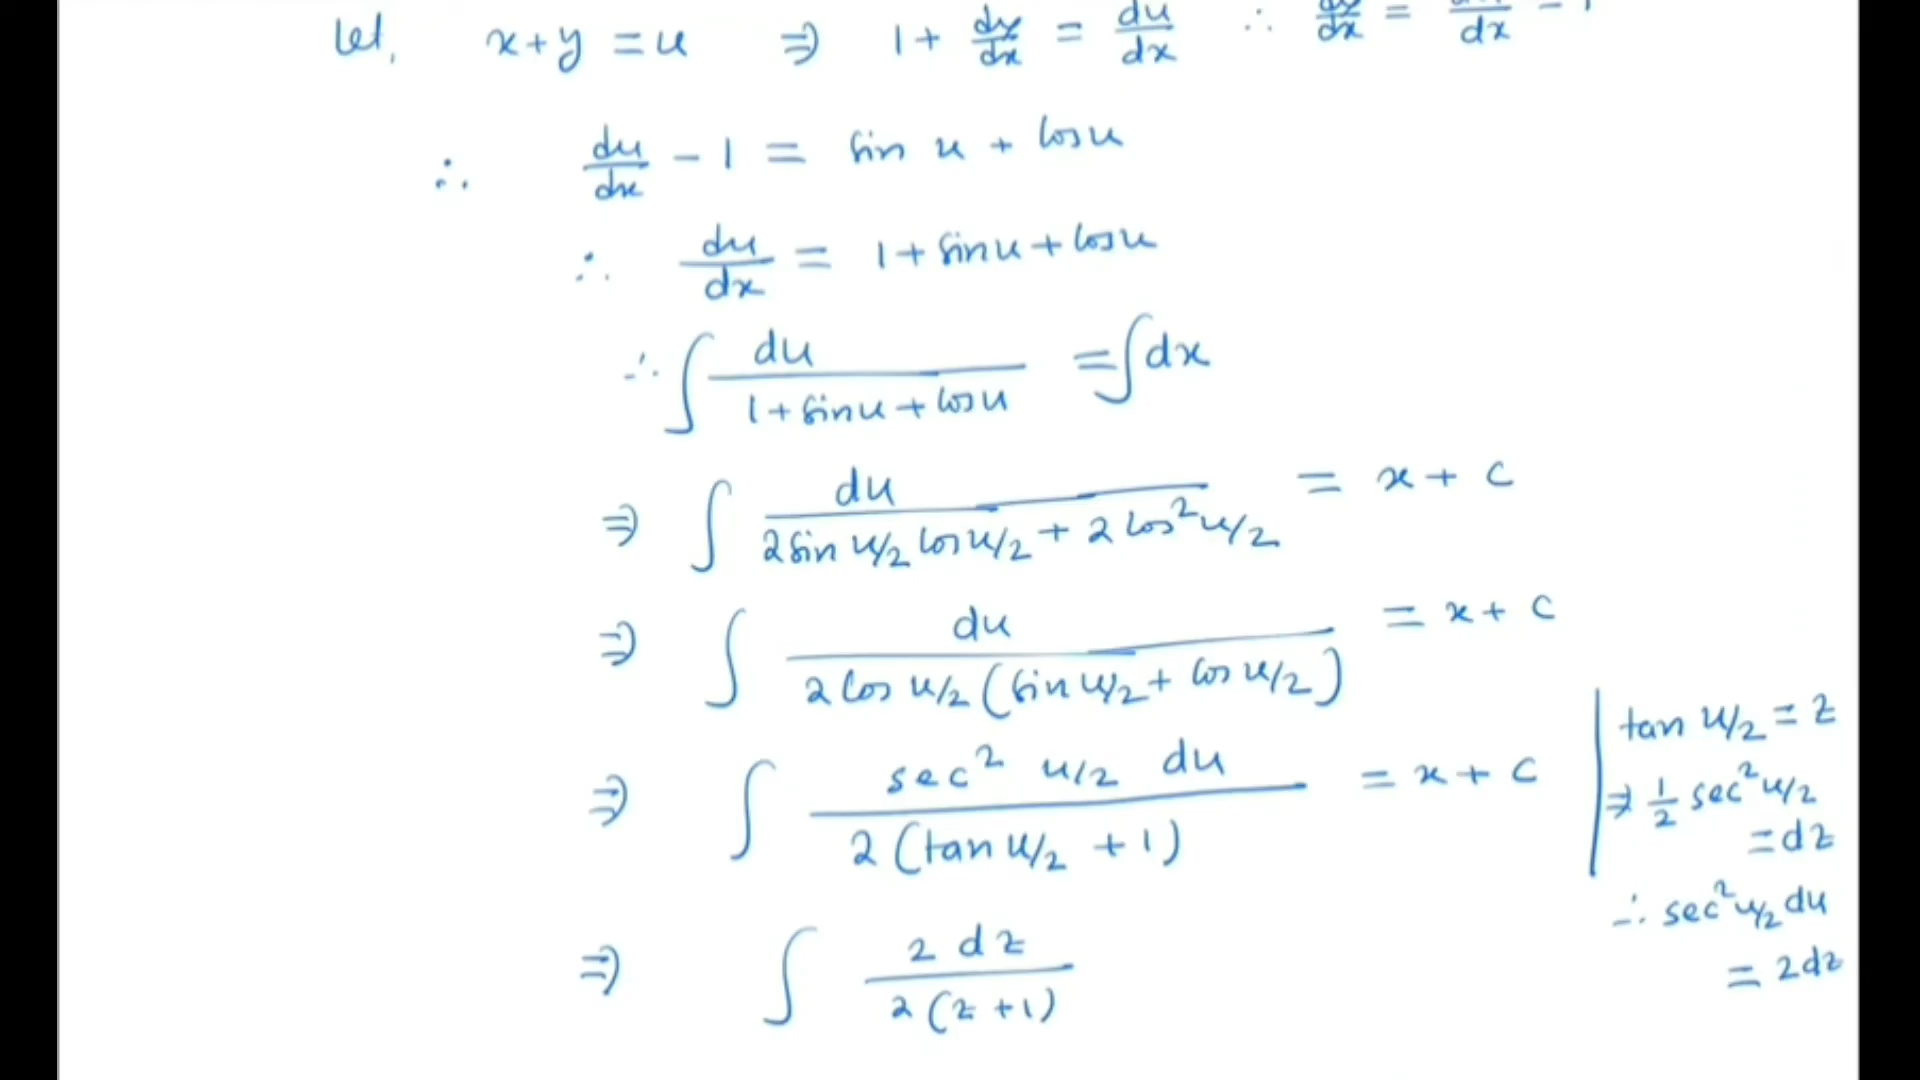 Let, x+y = u ⇒ 1 + dy/dx = du/dx ∴ dy/dx = du/dx - 1
∴ du/dx - 1 = sin u + cos u
∴ du/dx = 1 + sin u + cos u
∴ ∫ du/(1 + sin u + cos u) = ∫ dx
⇒ ∫ du/(2 sin u/2 cos u/2 + 2 cos² u/2) = x + c
⇒ ∫ du/(2 cos u/2 (sin u/2 + cos u/2)) = x + c
⇒ ∫ sec² u/2 du/(2 (tan u/2 + 1)) = x + c
tan u/2 = z
⇒ 1/2 sec² u/2
= dz
∴ sec² u/2 du
= 2dz
⇒ ∫ 2 dz/(2 (z + 1))